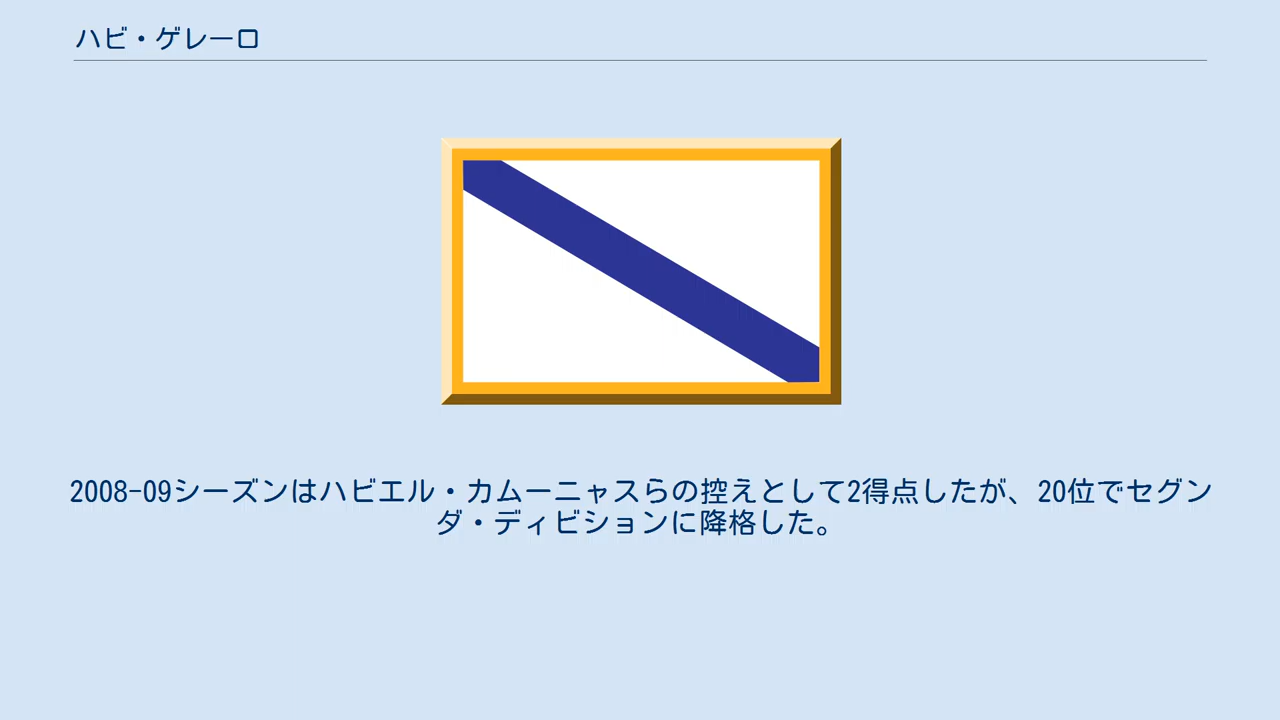 ハビ・ゲレーロ
2008-09シーズンはハビエル・カムーニャスらの控えとして2得点したが、20位でセグン
ダ・ディビションに降格した。